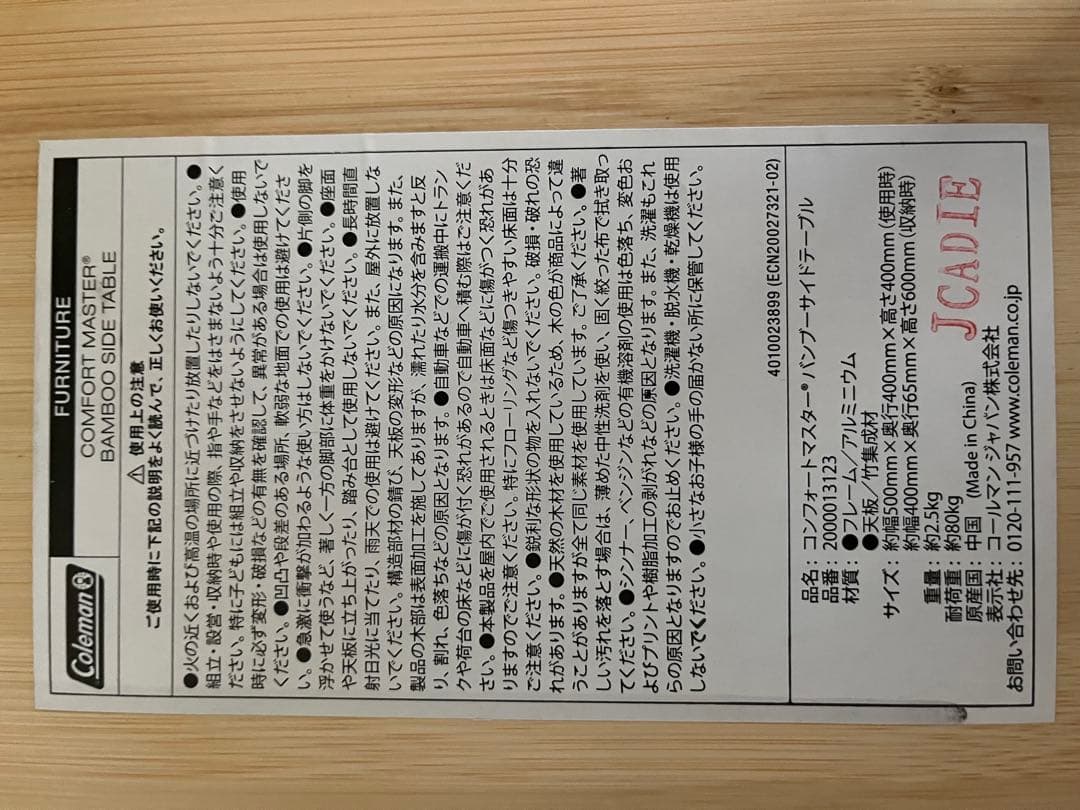 Coleman
FURNITURE
COMFORT MASTER®
BAMBOO SIDE TABLE
⚠ 使用上の注意
ご使用時に下記の説明をよく読んで、正しくお使いください。
●火の近くおよび高温の場所に近づけたり放置したりしないでください。●
組立・設営・収納時や使用の際、指や手などをはさまないよう十分ご注意く
ださい。特に子どもには組立や収納をさせないようにしてください。●使用
時に必ず変形・破損などの有無を確認して、異常がある場合は使用しないで
ください。●凹凸や段差のある場所、軟弱な地面での使用は避けてくださ
い。●急激に衝撃が加わるような使い方はしないでください。●片側の脚を
浮かせて使うなど、著しく一方の脚部に体重をかけないでください。●座面
や天板に立ち上がったり、踏み台として使用しないでください。●長時間直
射日光に当てたり、雨天での使用は避けてください。また、屋外に放置しな
いでください。構造部材の錆び、天板の変形などの原因になります。また、
製品の木部は表面加工を施してありますが、濡れたり水分を含みますと反
り、割れ、色落ちなどの原因となります。●自動車などでの運搬中にトラン
クや荷台の床などに傷が付く恐れがあるので自動車へ積む際はご注意くだ
さい。●本製品を屋内でご使用されるときは床面などに傷がつく恐れがあ
りますのでご注意ください。特にフローリングなど傷つきやすい床面は十分
ご注意ください。●鋭利な形状の物を入れないでください。破損・破れの恐
れがあります。●天然の木材を使用しているため、木の色が商品によって違
うことがありますが全て同じ素材を使用しています。ご了承ください。●著
しい汚れを落とす場合は、薄めた中性洗剤を使い、固く絞った布で拭き取っ
てください。●シンナー、ベンジンなどの有機溶剤の使用は色落ち、変色お
よびプリントや樹脂加工の剥がれなどの原因となります。また、洗濯もこれ
らの原因となりますのでお止めください。●洗濯機・脱水機・乾燥機は使用
しないでください。●小さなお子様の手の届かない所に保管してください。
4010023899 (ECN20027321-02)
品名：コンフォートマスター®バンブーサイドテーブル
品番：2000013123
材質：●フレーム／アルミニウム
●天板／竹集成材
サイズ：約幅500mm×奥行400mm×高さ400mm(使用時)
約幅400mm×奥行65mm×高さ600mm(収納時)
重量：約2.5kg
耐荷重：約80kg
原産国：中国 (Made in China)
表示社：コールマン ジャパン株式会社
お問い合わせ先：0120-111-957 www.coleman.co.jp
JCADIE